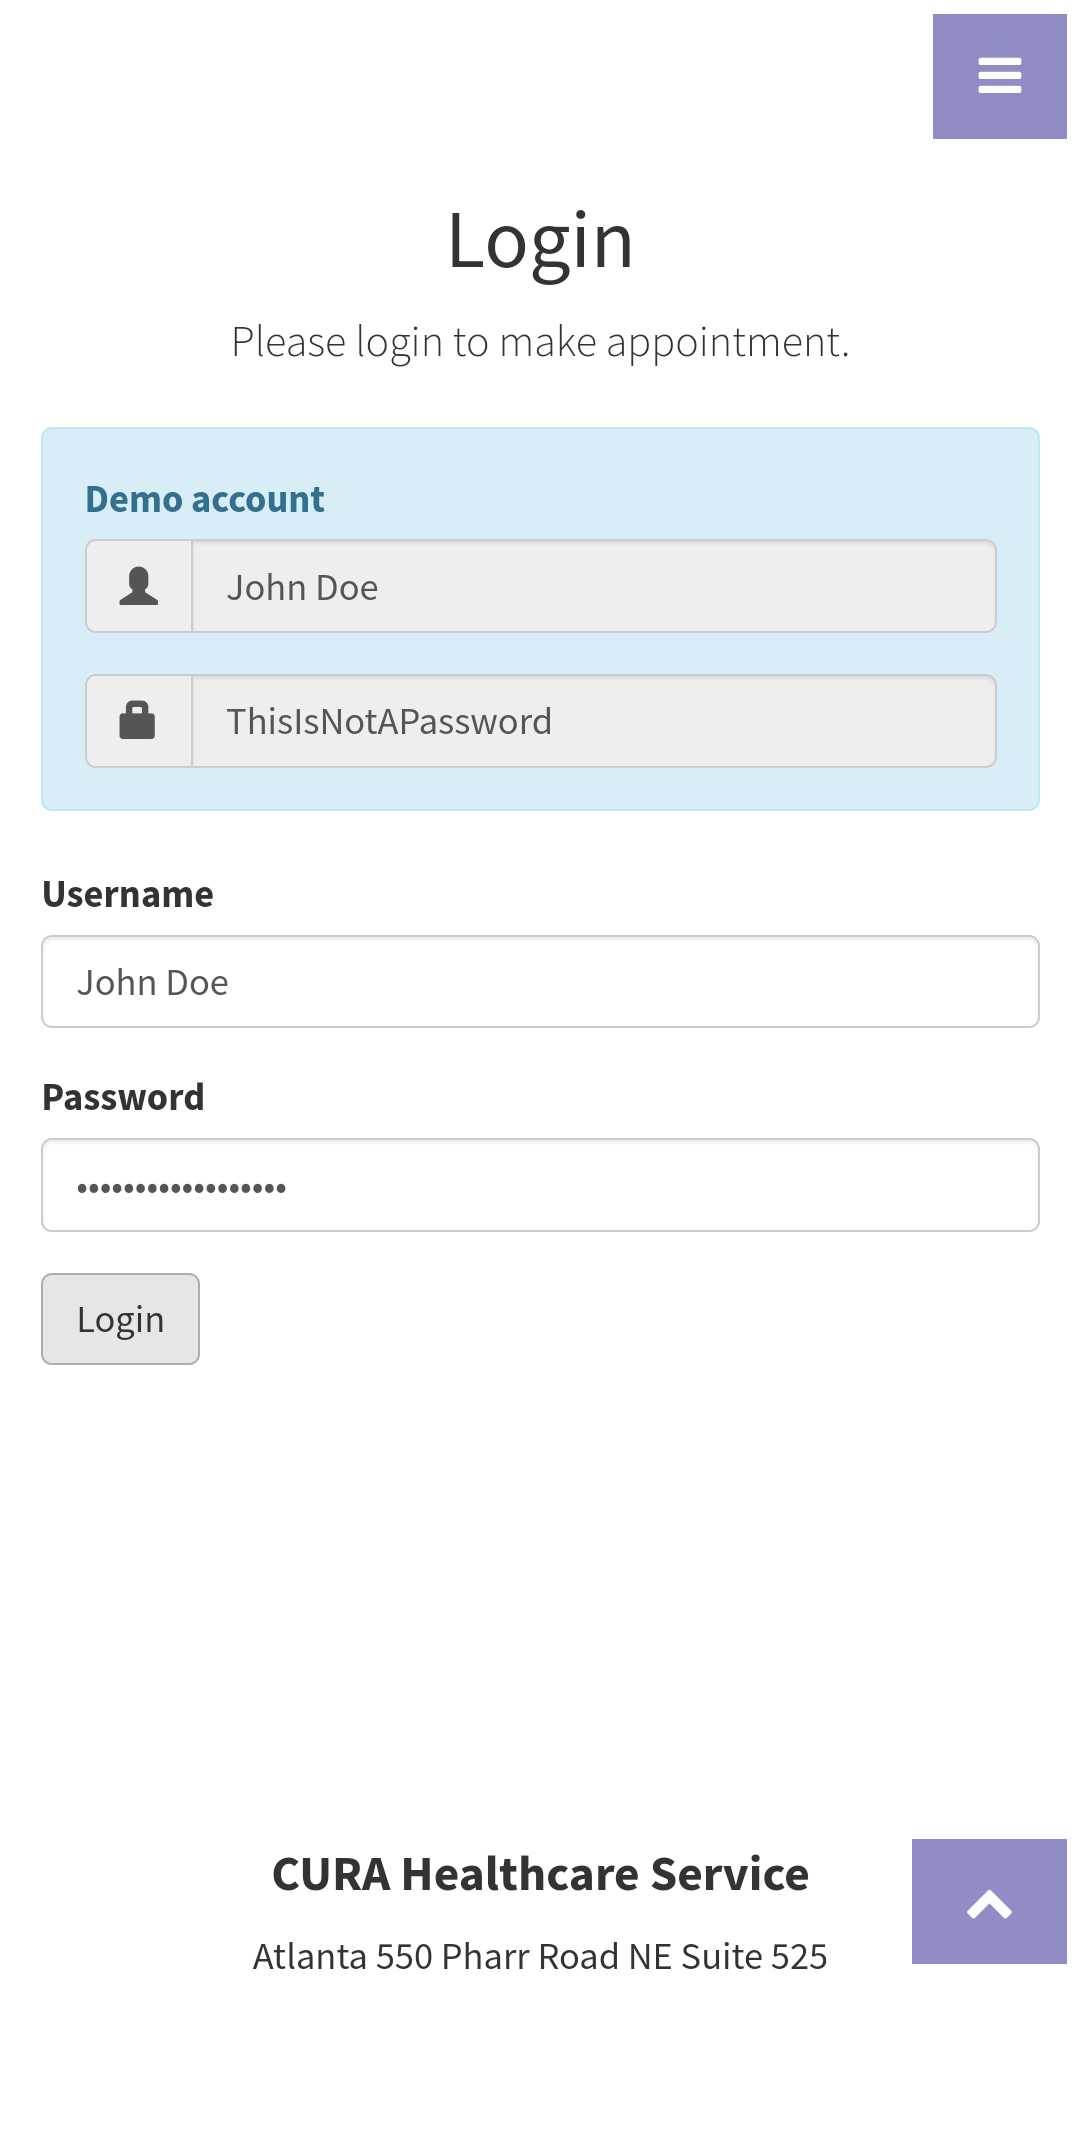 Login
Please login to make appointment.
Demo account
John Doe
ThisIsNotAPassword
Username
John Doe
Password
••••••••••••••••••
Login
CURA Healthcare Service
Atlanta 550 Pharr Road NE Suite 525